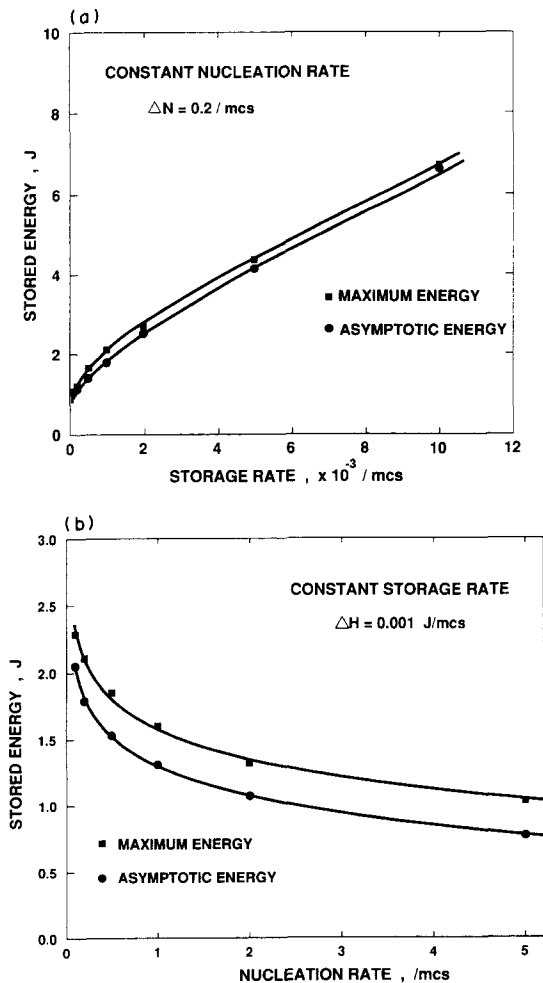 (a)
10
8
6
4
2
0
STORED ENERGY , J
CONSTANT NUCLEATION RATE
△N = 0.2 / mcs
■ MAXIMUM ENERGY
● ASYMPTOTIC ENERGY
0 2 4 6 8 10 12
STORAGE RATE , x 10⁻³ / mcs
(b)
3.0
2.5
2.0
1.5
1.0
0.5
0.0
STORED ENERGY, J
CONSTANT STORAGE RATE
△H = 0.001 J/mcs
■ MAXIMUM ENERGY
● ASYMPTOTIC ENERGY
0 1 2 3 4 5
NUCLEATION RATE , /mcs